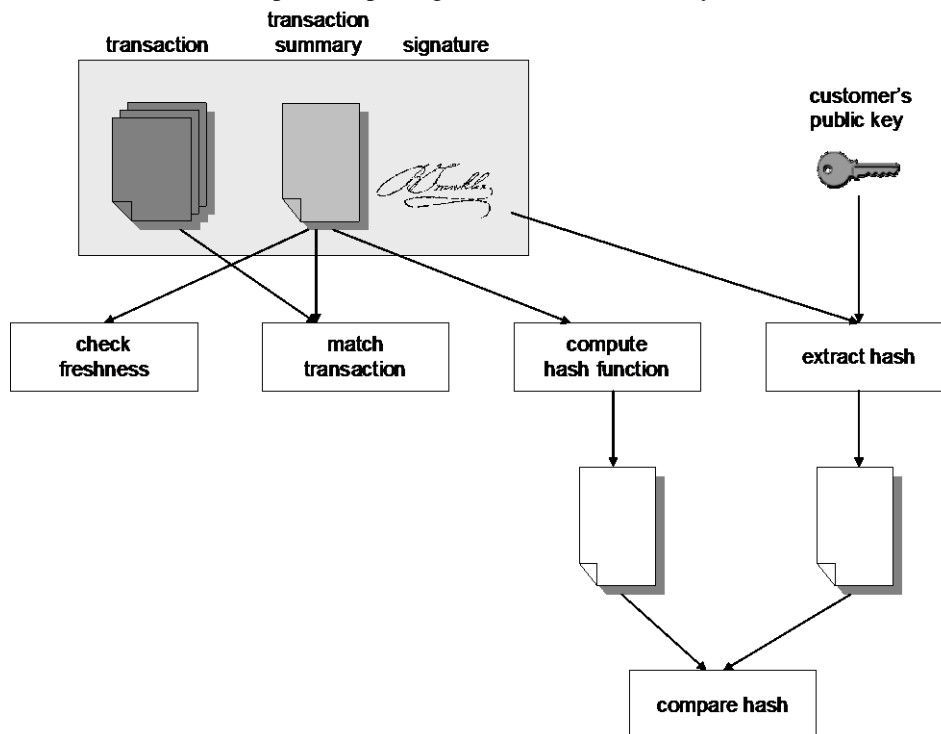 transaction
transaction
summary
signature
customer's
public key
check
freshness
match
transaction
compute
hash function
extract hash
compare hash